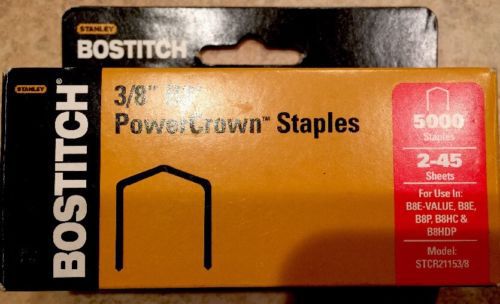 STANLEY
BOSTITCH
STANLEY
BOSTITCH®
3/8"
PowerCrown™ Staples
5000
Staples
2-45
Sheets
For Use In:
B8E-VALUE, B8E,
B8P, B8HC &
B8HDP
Model:
STCR21153/8